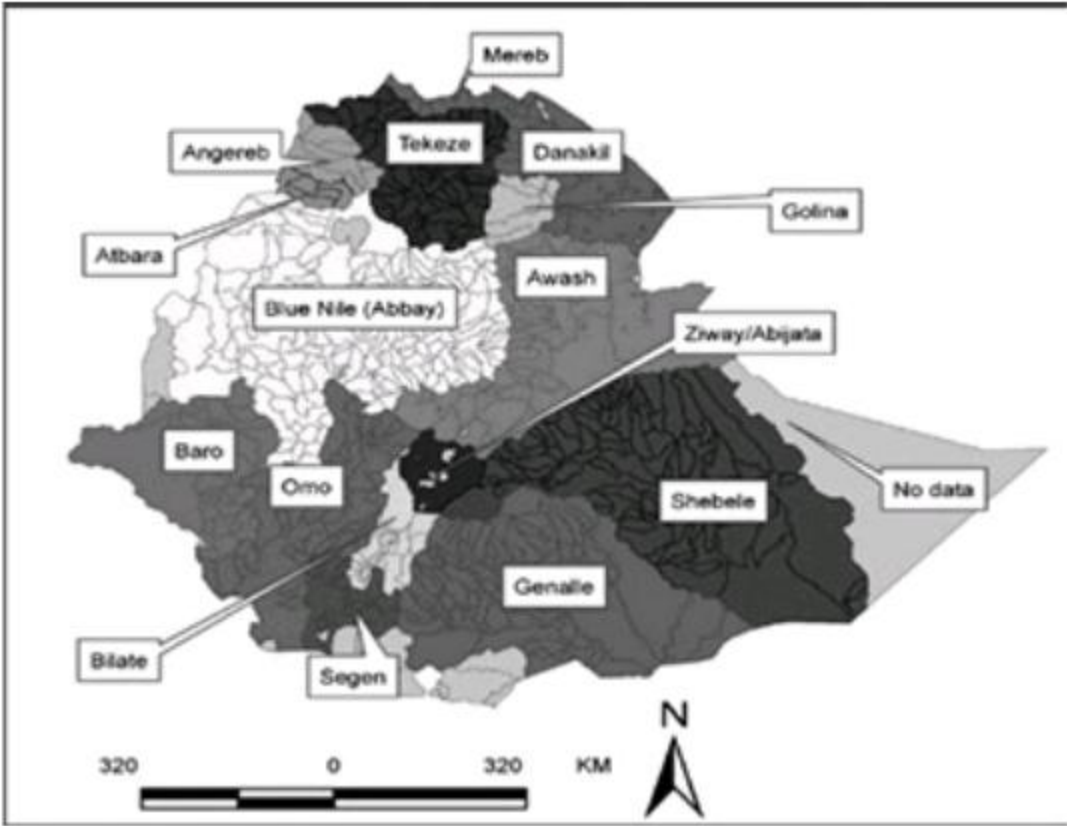 Mereb
Tekeze
Danakil
Angereb
Golina
Atbara
Awash
Blue Nile (Abbay)
Ziway/Abijata
Baro
Omo
No data
Shebele
Genalle
Bilate
Segen
N
320 0 320 KM